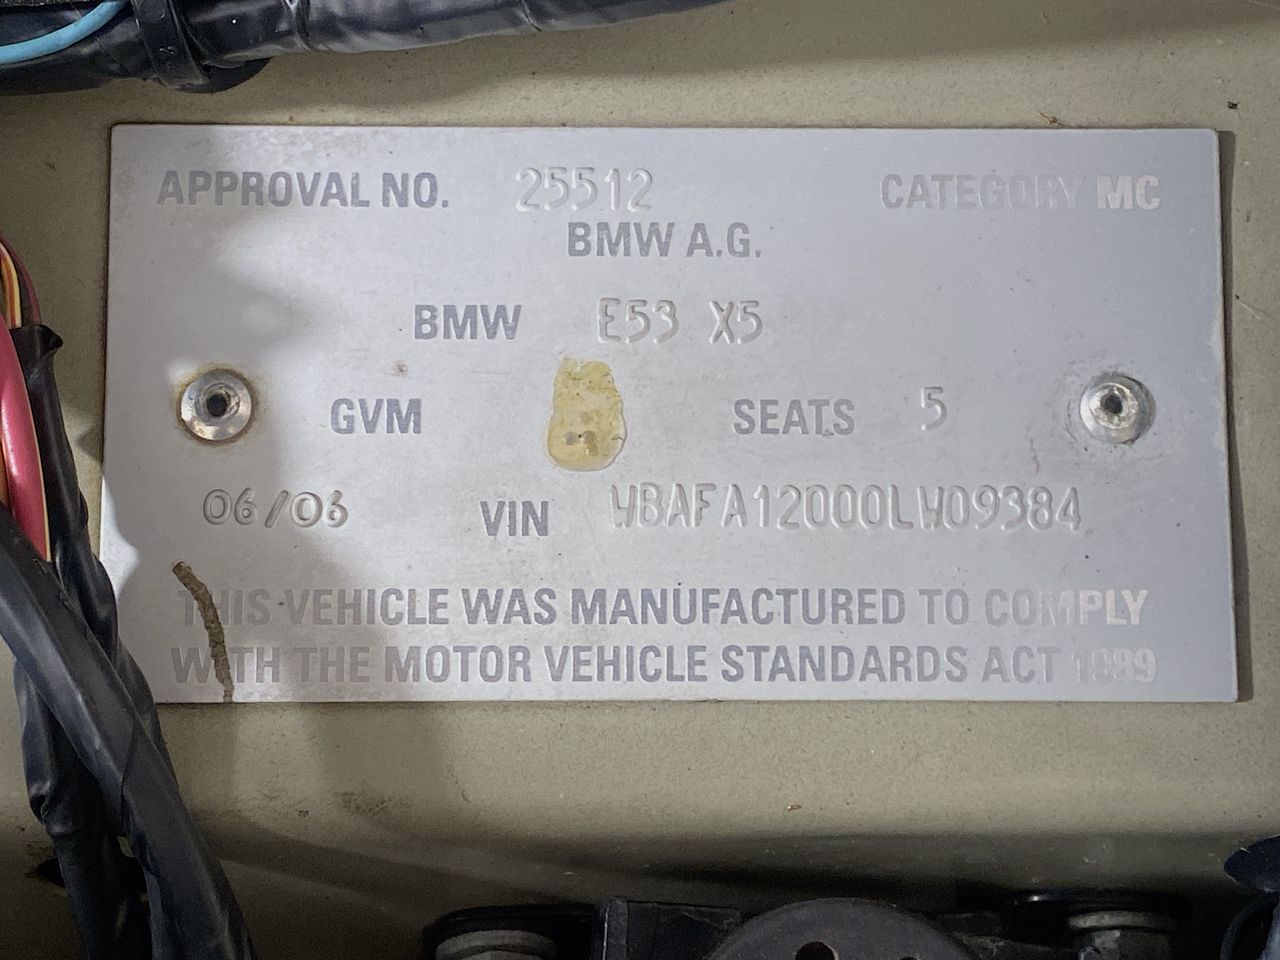 APPROVAL NO. 25512 CATEGORY MC
BMW A.G.
BMW E53 X5
GVM SEATS 5
06/06 VIN WBAFA12000LW09384
THIS VEHICLE WAS MANUFACTURED TO COMPLY
WITH THE MOTOR VEHICLE STANDARDS ACT 1989